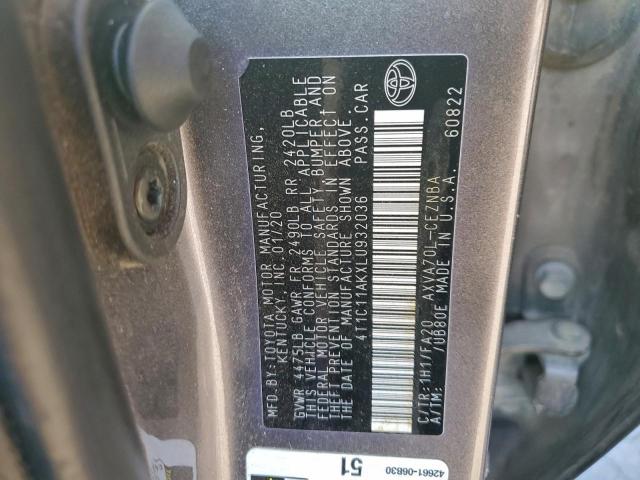 MFD.BY:TOYOTA MOTOR MANUFACTURING,
KENTUCKY, INC. 01/20
GVWR 4475LB GAWR FR 2490LB RR 2420LB
THIS VEHICLE CONFORMS TO ALL APPLICABLE
FEDERAL MOTOR VEHICLE SAFETY, BUMPER AND
THEFT PREVENTION STANDARDS IN EFFECT ON
THE DATE OF MANUFACTURE SHOWN ABOVE.
4T1C11AKXLU932036 PASS.CAR
C/TR:1H1/FA20 AXVA70L-CEZNBA
A/TM: /UB80E MADE IN U.S.A. 60822
42661-06830
51